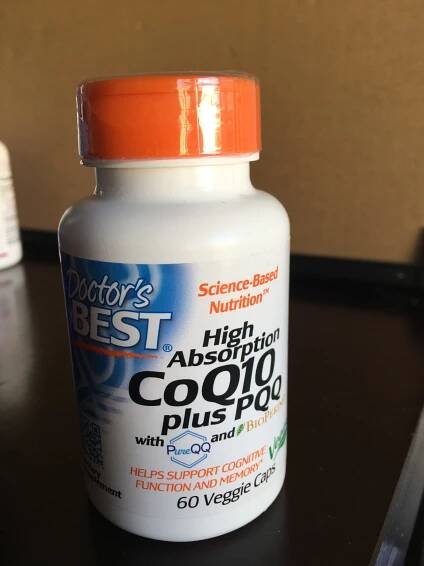 Doctor's
BEST®
Science-Based
Nutrition™
High
Absorption
CoQ10
plus PQQ
with PureQQ and
HELPS SUPPORT COGNITIVE
FUNCTION AND MEMORY*
60 Veggie Caps